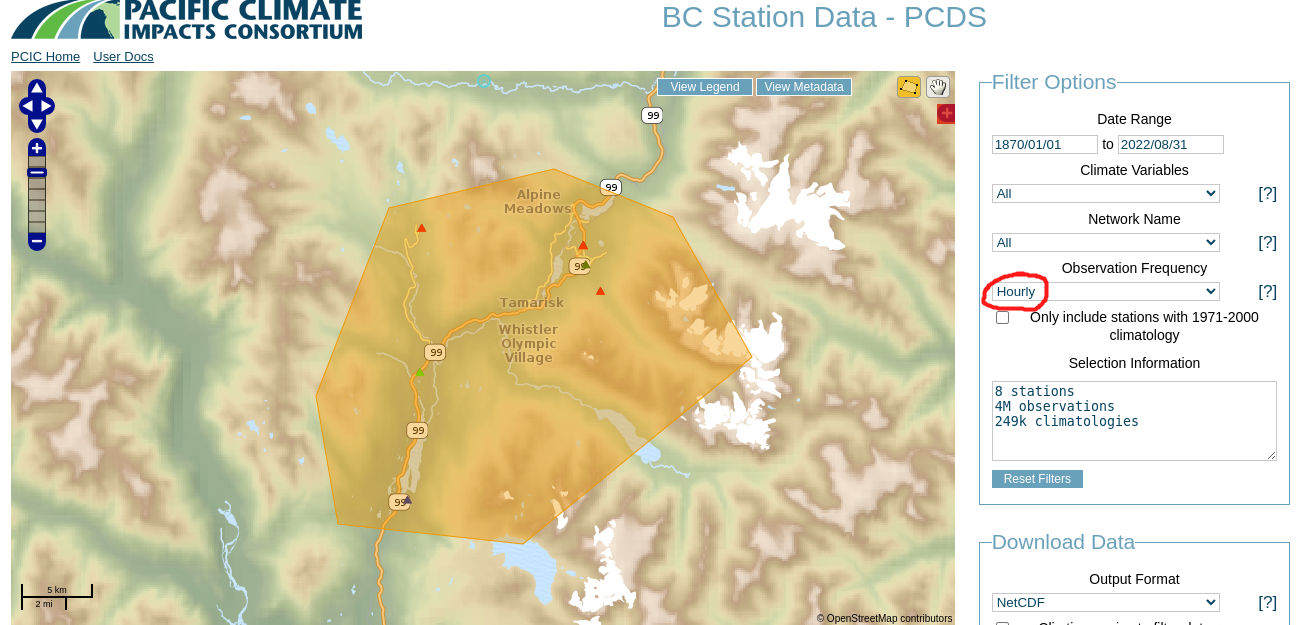 PACIFIC CLIMATE
IMPACTS CONSORTIUM
BC Station Data - PCDS
PCIC Home User Docs
View Legend View Metadata
99
99
Alpine
Meadows
99
Tamarisk
Whistler
Olympic
Village
99
99
99
5 km
2 mi
© OpenStreetMap contributors
Filter Options
Date Range
1870/01/01 to 2022/08/31
Climate Variables
All [?]
Network Name
All [?]
Observation Frequency
Hourly [?]
Only include stations with 1971-2000
climatology
Selection Information
8 stations
4M observations
249k climatologies
Reset Filters
Download Data
Output Format
NetCDF [?]